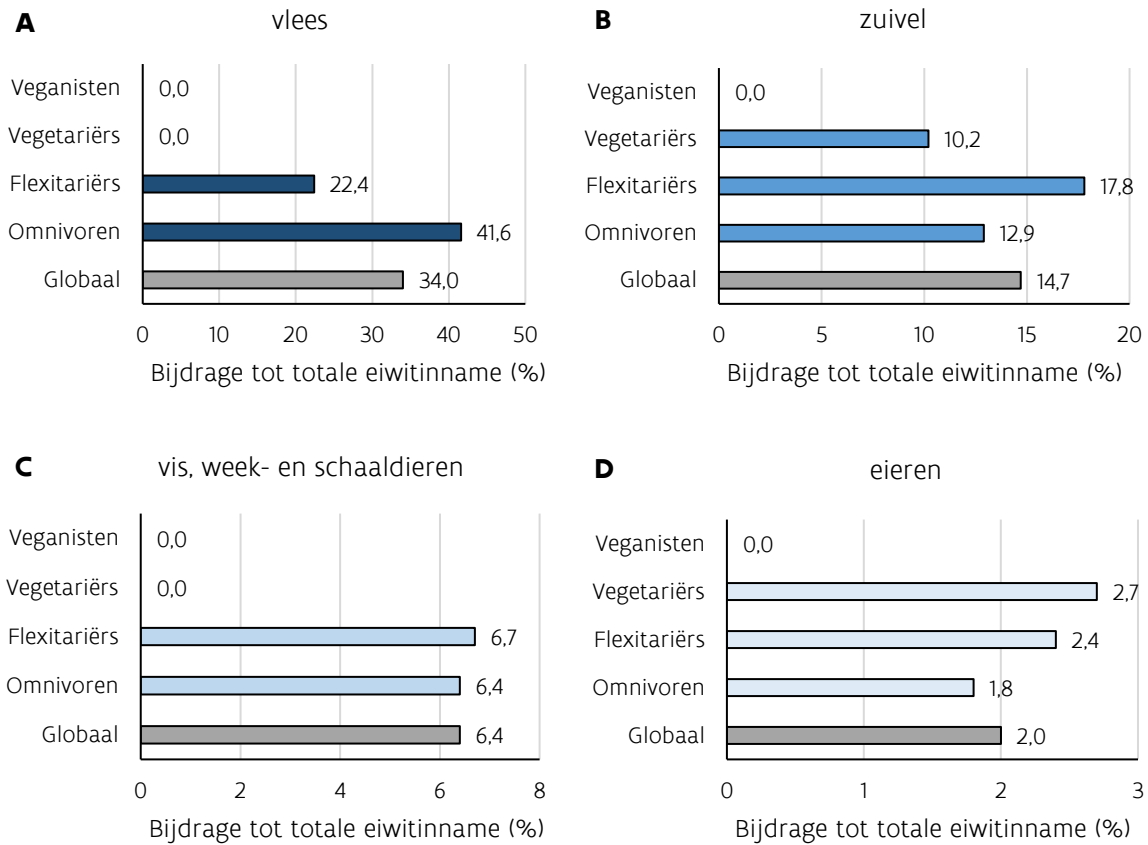 A
vlees
Veganisten 0,0
Vegetariërs 0,0
Flexitariërs 22,4
Omnivoren 41,6
Globaal 34,0
0 10 20 30 40 50
Bijdrage tot totale eiwitinname (%)
B
zuivel
Veganisten 0,0
Vegetariërs 10,2
Flexitariërs 17,8
Omnivoren 12,9
Globaal 14,7
0 5 10 15 20
Bijdrage tot totale eiwitinname (%)
C
vis, week- en schaaldieren
Veganisten 0,0
Vegetariërs 0,0
Flexitariërs 6,7
Omnivoren 6,4
Globaal 6,4
0 2 4 6 8
Bijdrage tot totale eiwitinname (%)
D
eieren
Veganisten 0,0
Vegetariërs 2,7
Flexitariërs 2,4
Omnivoren 1,8
Globaal 2,0
0 1 2 3
Bijdrage tot totale eiwitinname (%)